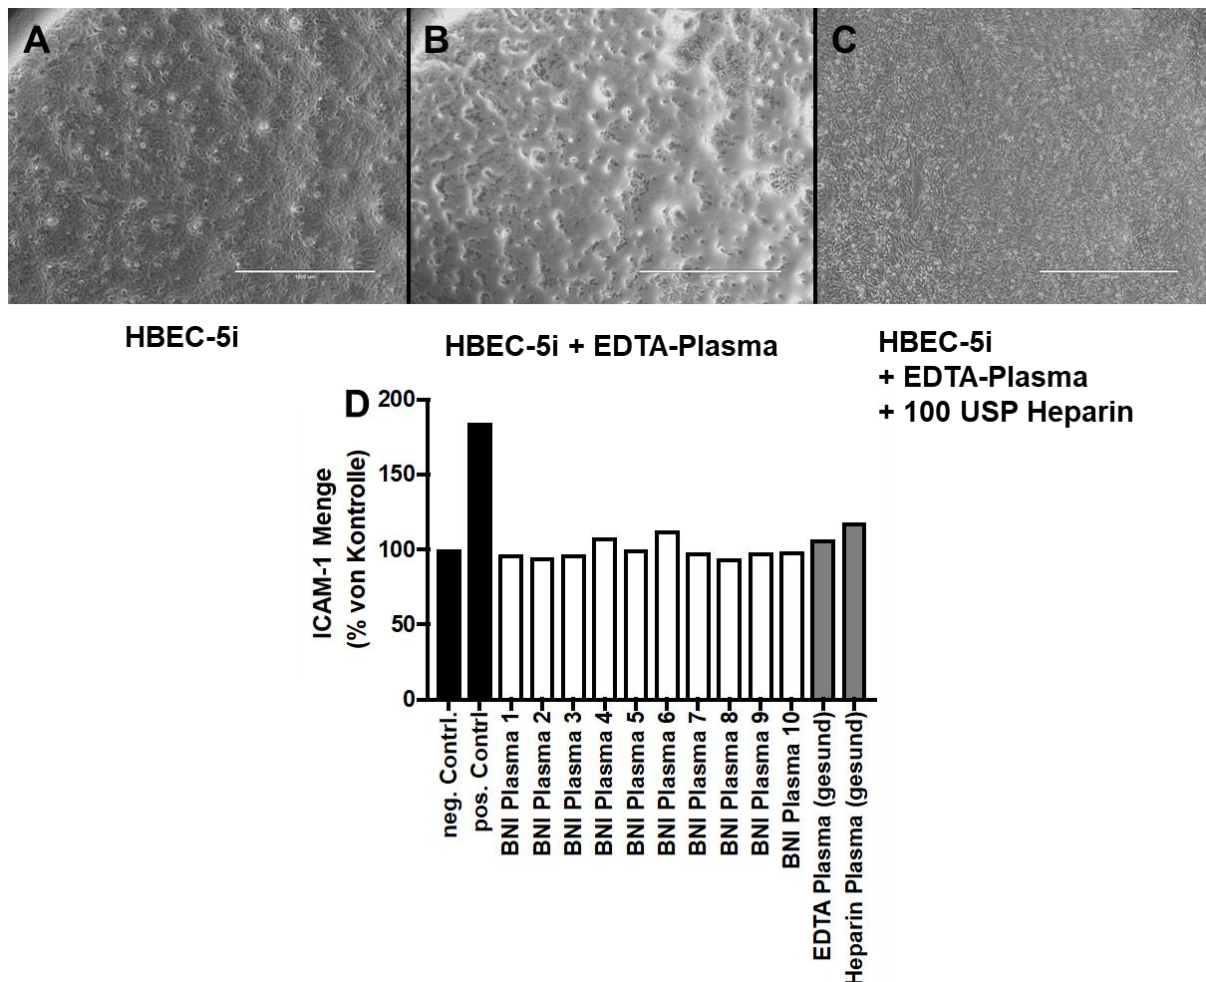 A
B
C
1000 um
HBEC-5i
HBEC-5i + EDTA-Plasma
HBEC-5i
+ EDTA-Plasma
+ 100 USP Heparin
D
ICAM-1 Menge
(% von Kontrolle)
200
150
100
50
0
neg. Contrl.
pos. Contrl
BNI Plasma 1
BNI Plasma 2
BNI Plasma 3
BNI Plasma 4
BNI Plasma 5
BNI Plasma 6
BNI Plasma 7
BNI Plasma 8
BNI Plasma 9
BNI Plasma 10
EDTA Plasma (gesund)
Heparin Plasma (gesund)